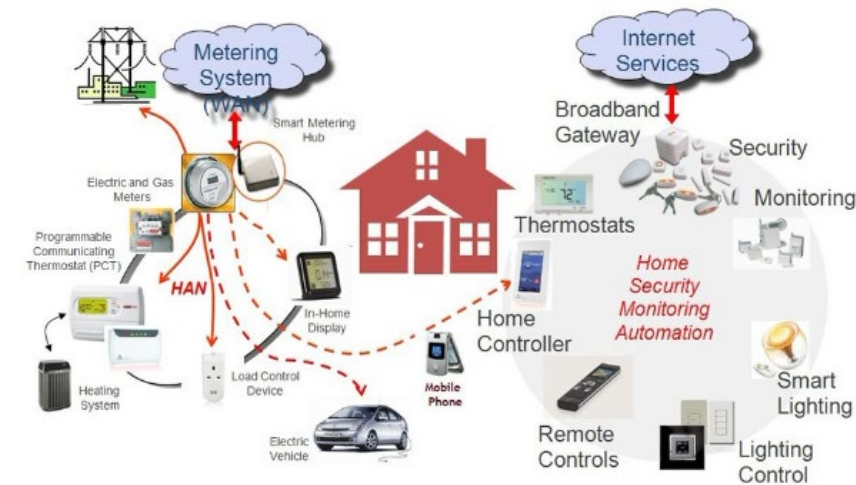 Metering
System
(WAN)
Smart Metering
Hub
Electric and Gas
Meters
Programmable
Communicating
Thermostat (PCT)
HAN
In-Home
Display
Heating
System
Load Control
Device
Electric
Vehicle
Mobile
Phone
Internet
Services
Broadband
Gateway
Security
Monitoring
Thermostats
72
Home
Security
Monitoring
Automation
Home
Controller
Smart
Lighting
Remote
Controls
Lighting
Control